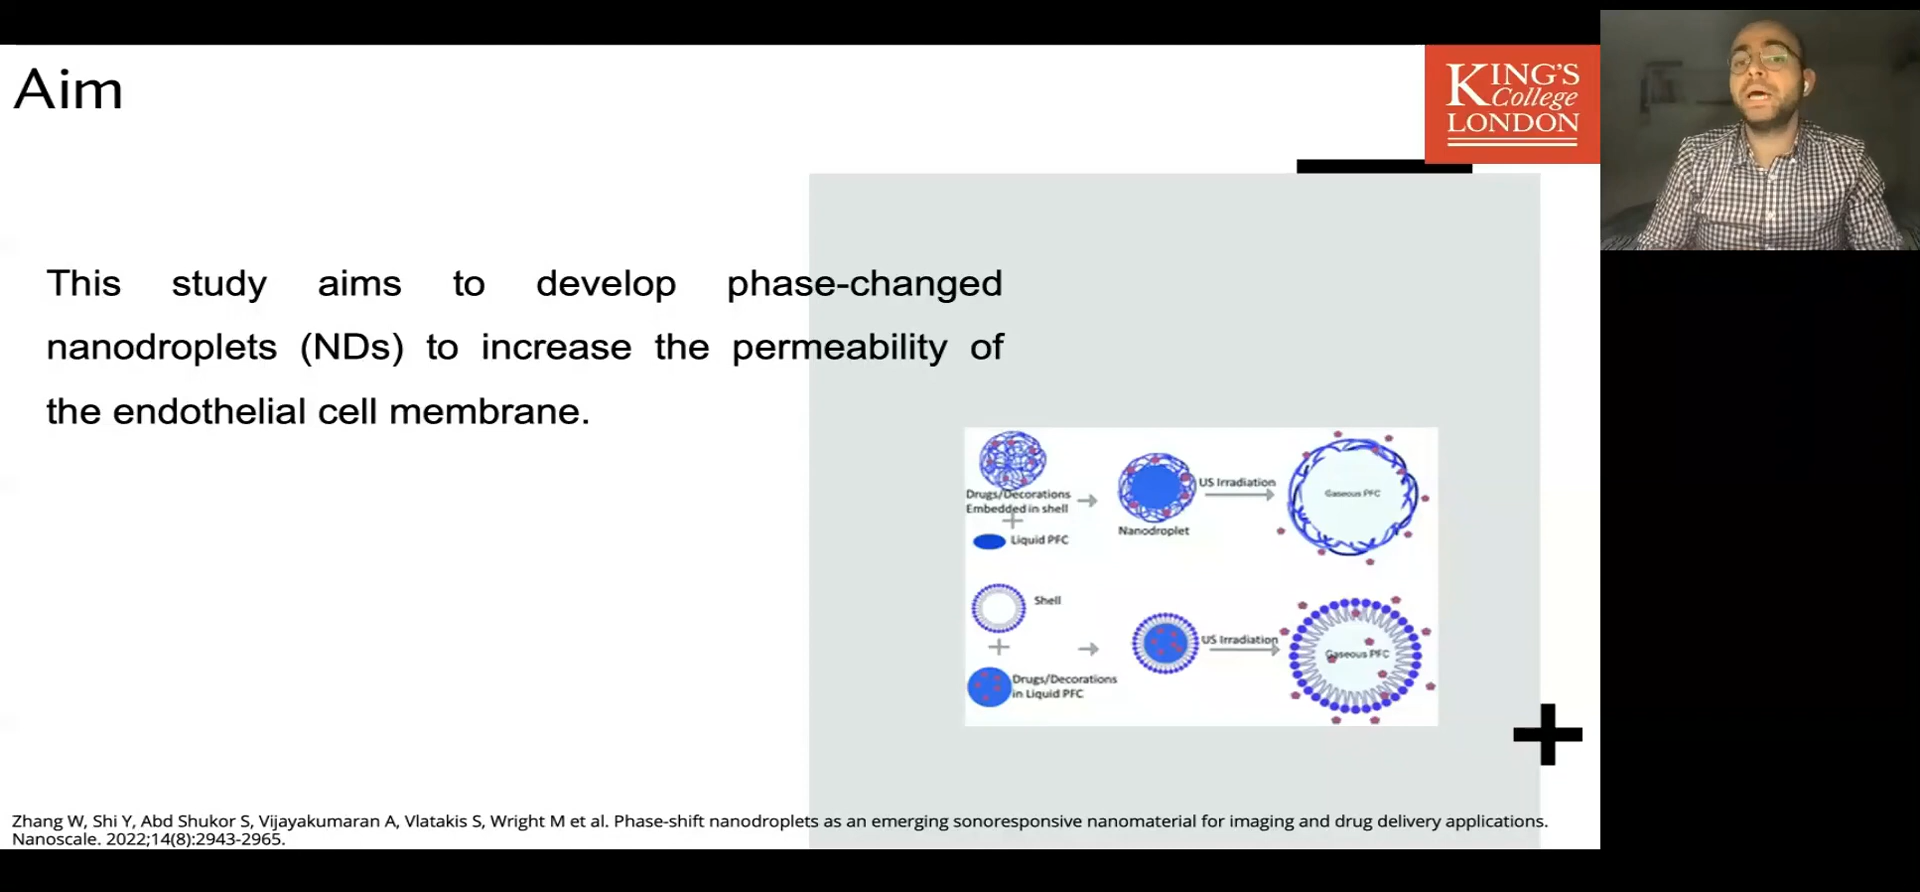 Aim
KING'S
College
LONDON
This study aims to develop phase-changed
nanodroplets (NDs) to increase the permeability of
the endothelial cell membrane.
Drugs/Decorations
Embedded in shell
+
Liquid PFC
Nanodroplet
US Irradiation
Gaseous PFC
Shell
+
Drugs/Decorations
in Liquid PFC
US Irradiation
Gaseous PFC
Zhang W, Shi Y, Abd Shukor S, Vijayakumaran A, Vlatakis S, Wright M et al. Phase-shift nanodroplets as an emerging sonoresponsive nanomaterial for imaging and drug delivery applications.
Nanoscale. 2022;14(8):2943-2965.